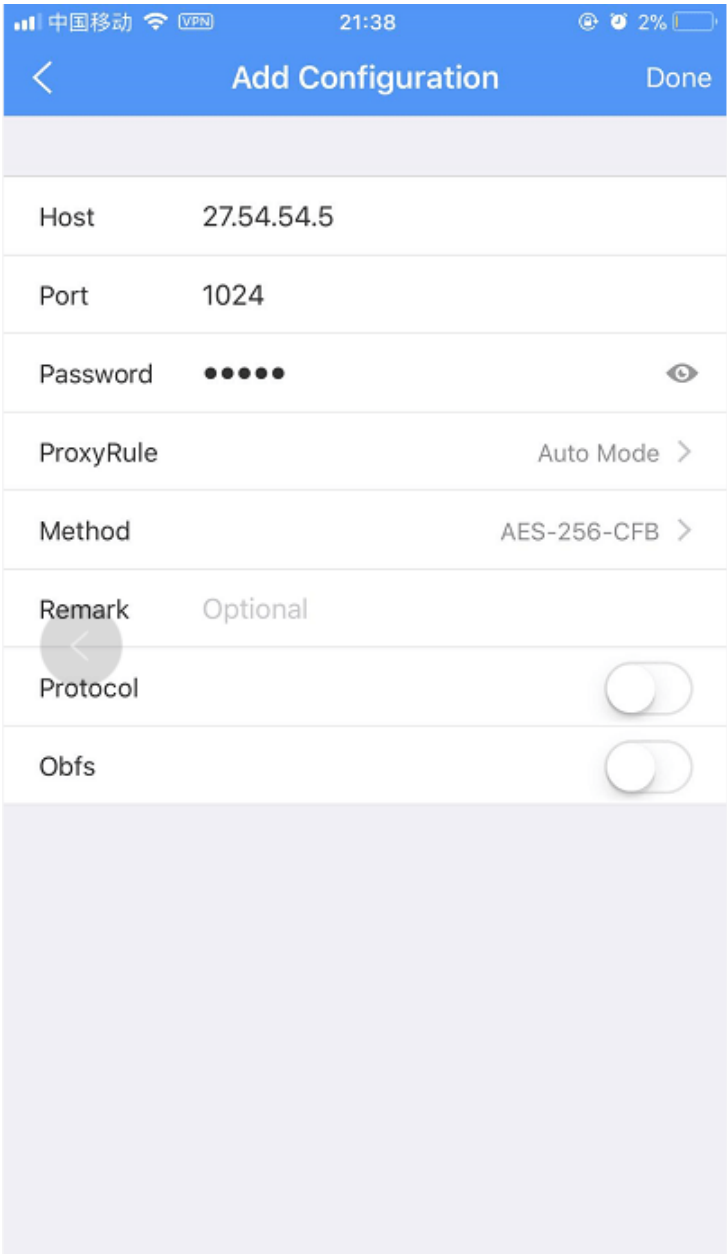 中国移动 VPN 21:38 2%
Add Configuration Done
Host 27.54.54.5
Port 1024
Password •••••
ProxyRule Auto Mode
Method AES-256-CFB
Remark Optional
Protocol
Obfs